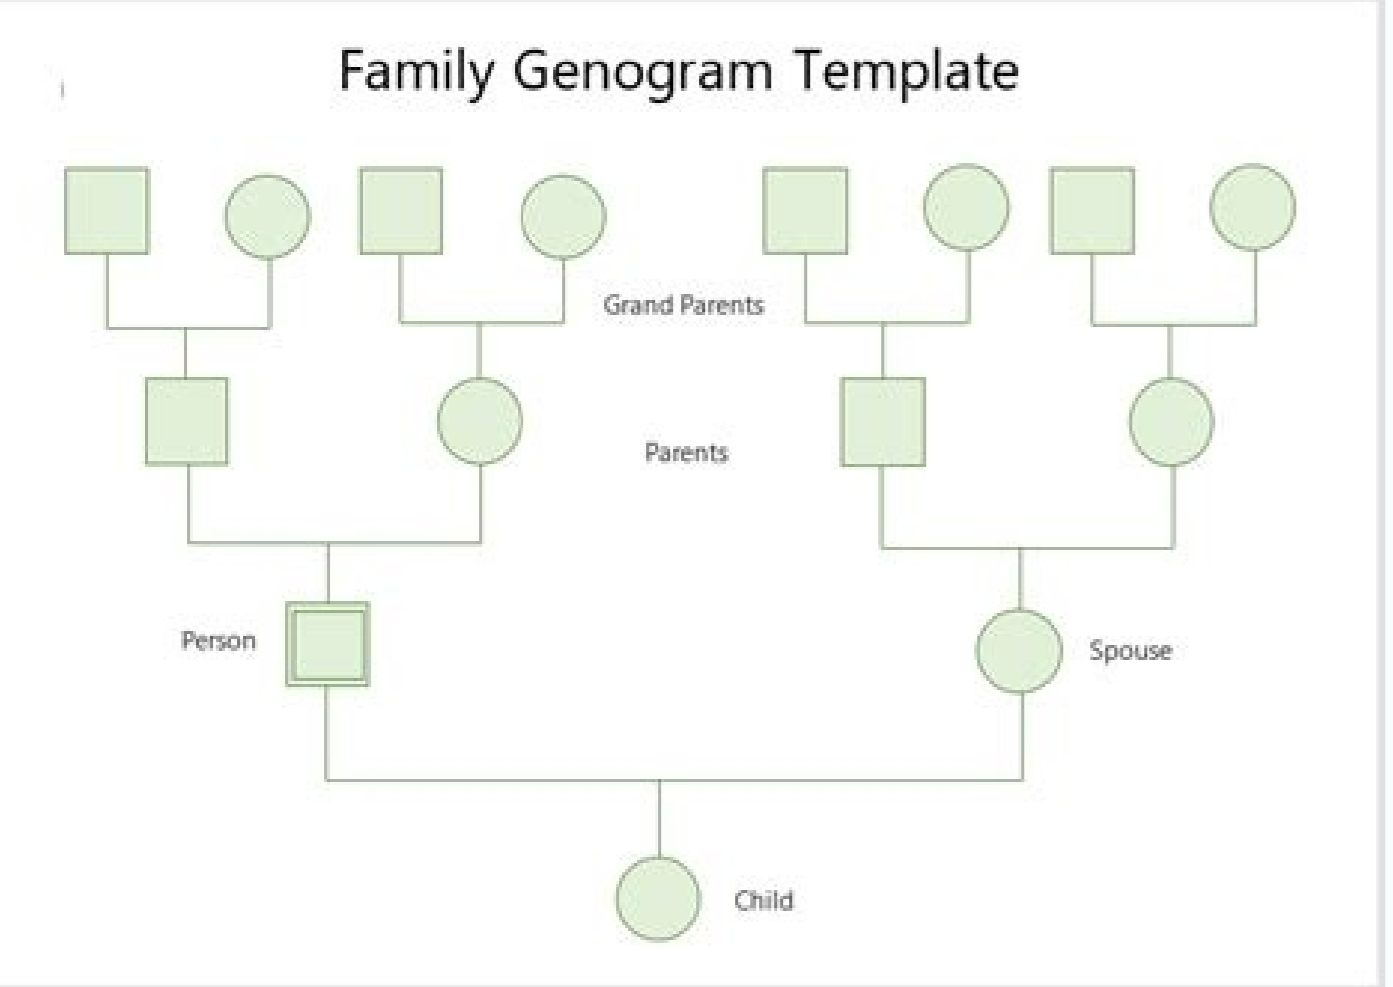 Family Genogram Template
Grand Parents
Parents
Person
Spouse
Child